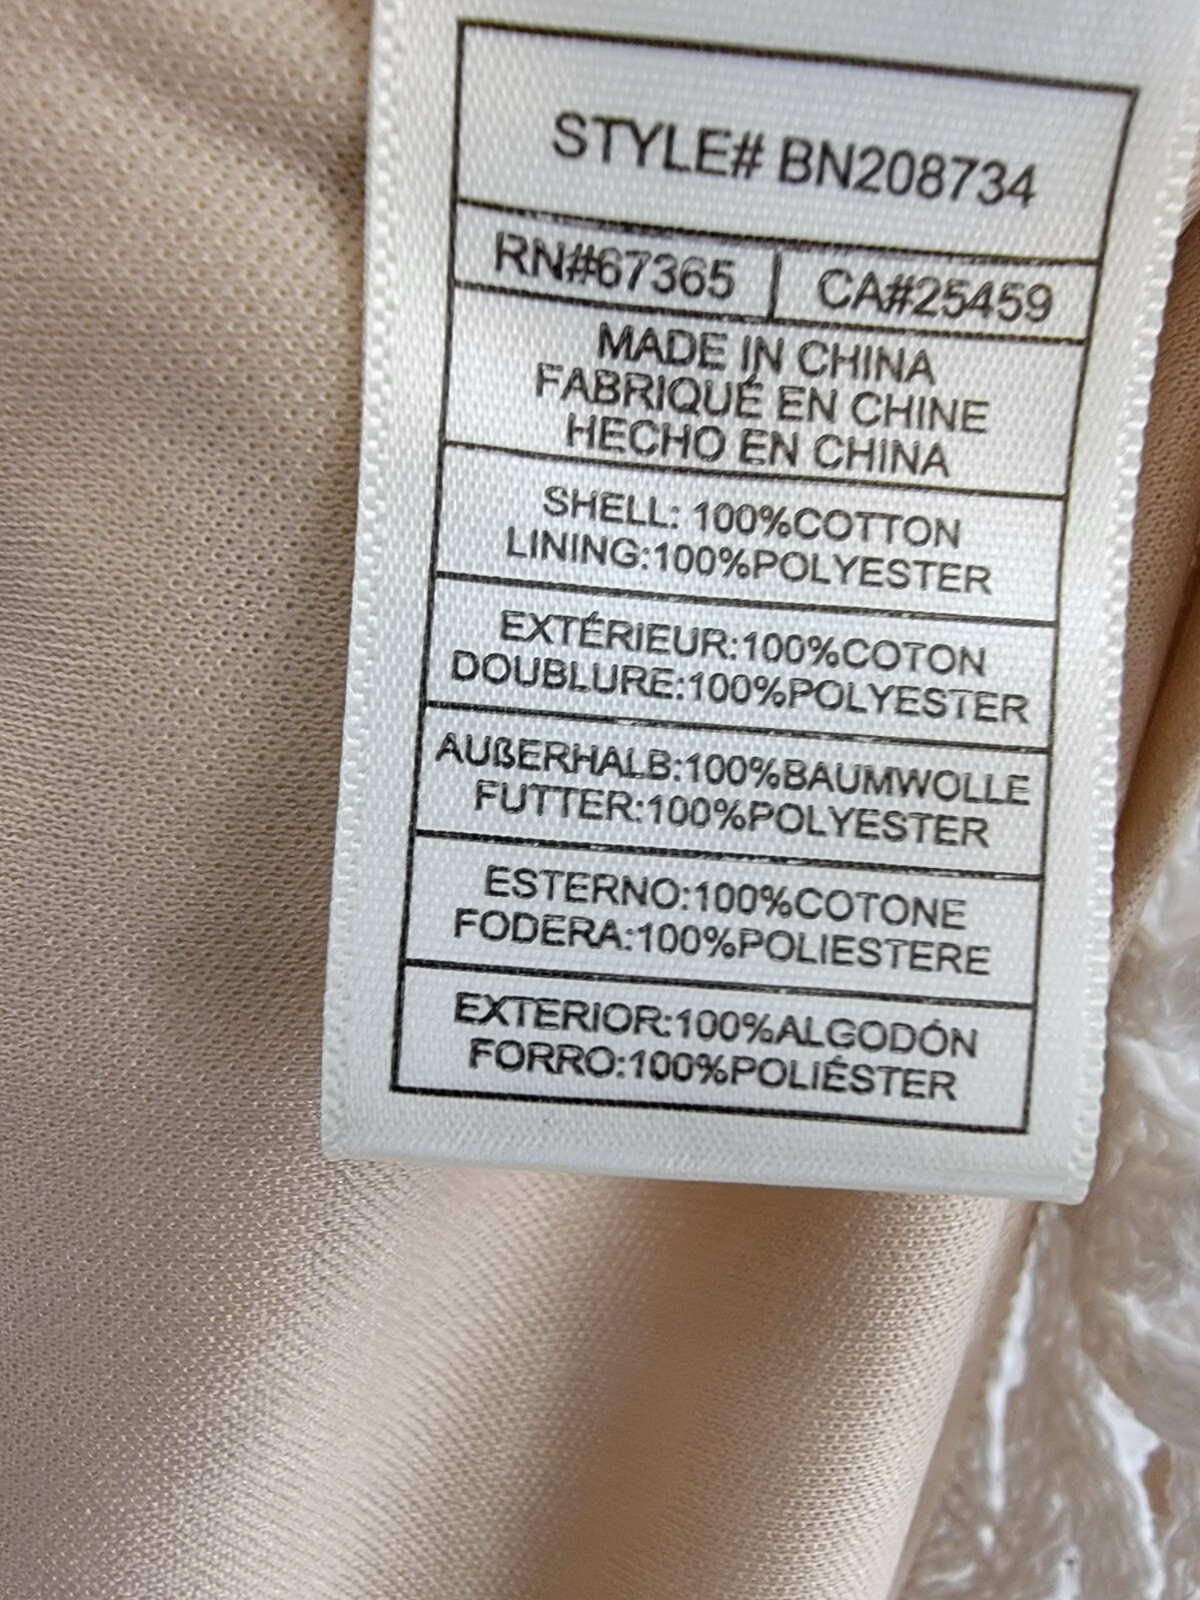 STYLE# BN208734
RN#67365 | CA#25459
MADE IN CHINA
FABRIQUÉ EN CHINE
HECHO EN CHINA
SHELL: 100%COTTON
LINING:100%POLYESTER
EXTÉRIEUR:100%COTON
DOUBLURE:100%POLYESTER
AUßERHALB:100%BAUMWOLLE
FUTTER:100%POLYESTER
ESTERNO:100%COTONE
FODERA:100%POLIESTERE
EXTERIOR:100%ALGODÓN
FORRO:100%POLIÉSTER